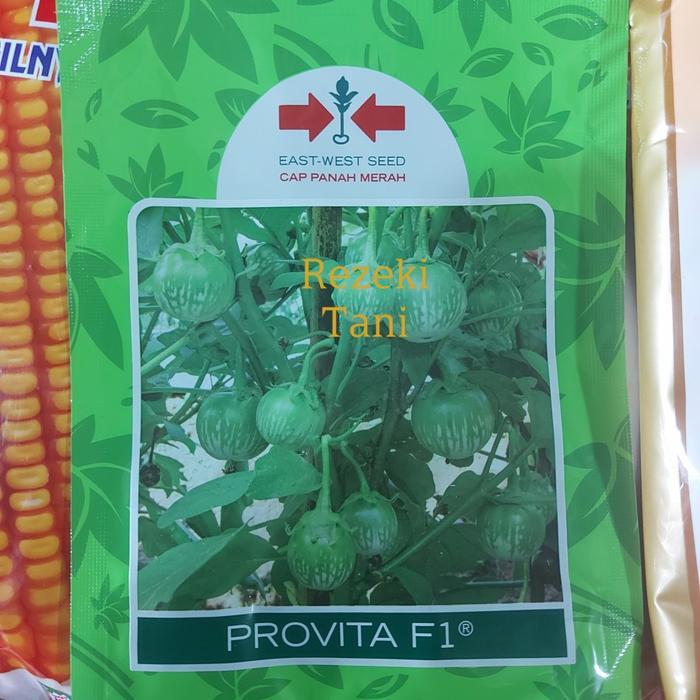 EAST-WEST SEED
CAP PANAH MERAH
Rezeki
Tani
PROVITA F1®